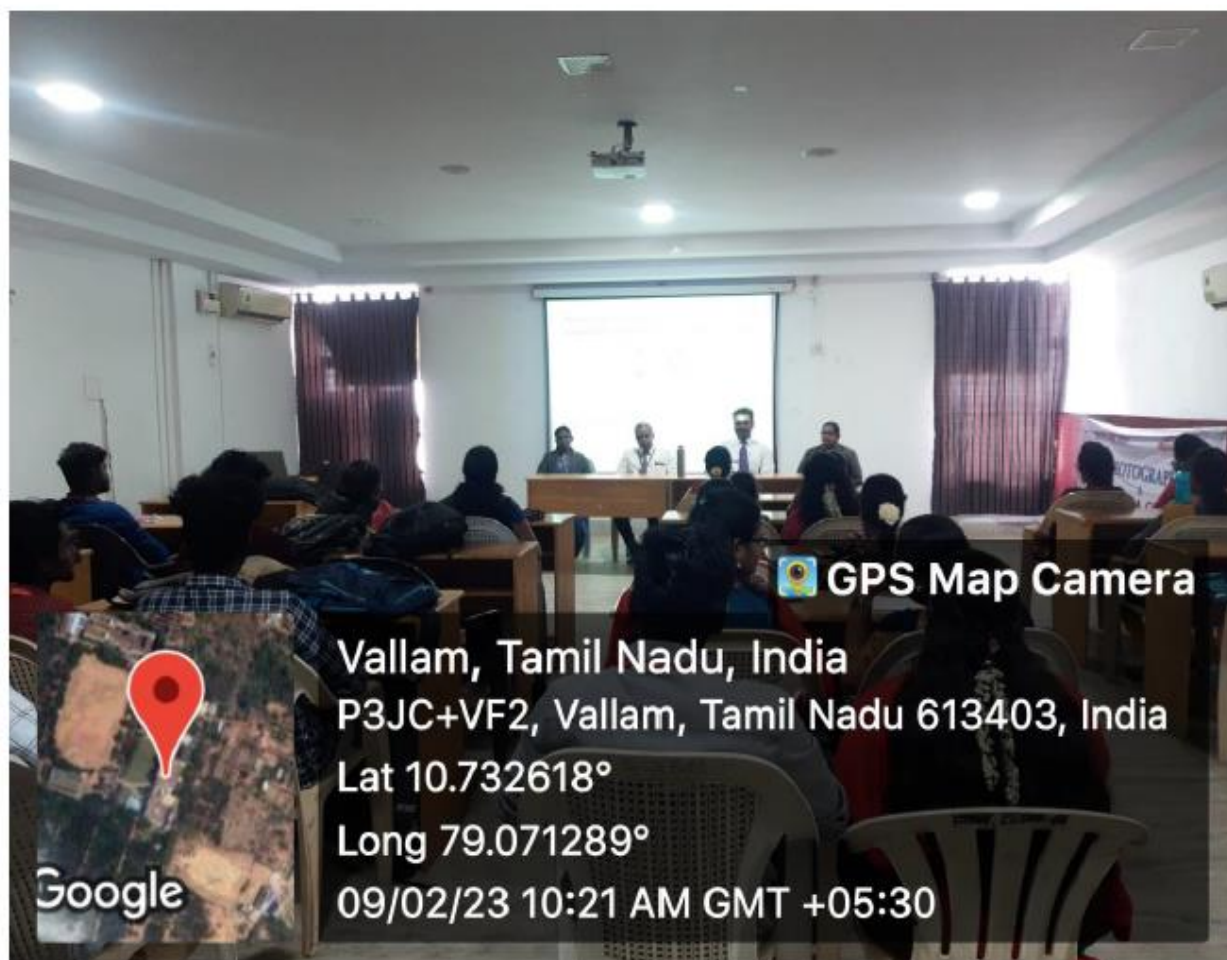 GPS Map Camera
Vallam, Tamil Nadu, India
P3JC+VF2, Vallam, Tamil Nadu 613403, India
Lat 10.732618°
Long 79.071289°
09/02/23 10:21 AM GMT +05:30
Google